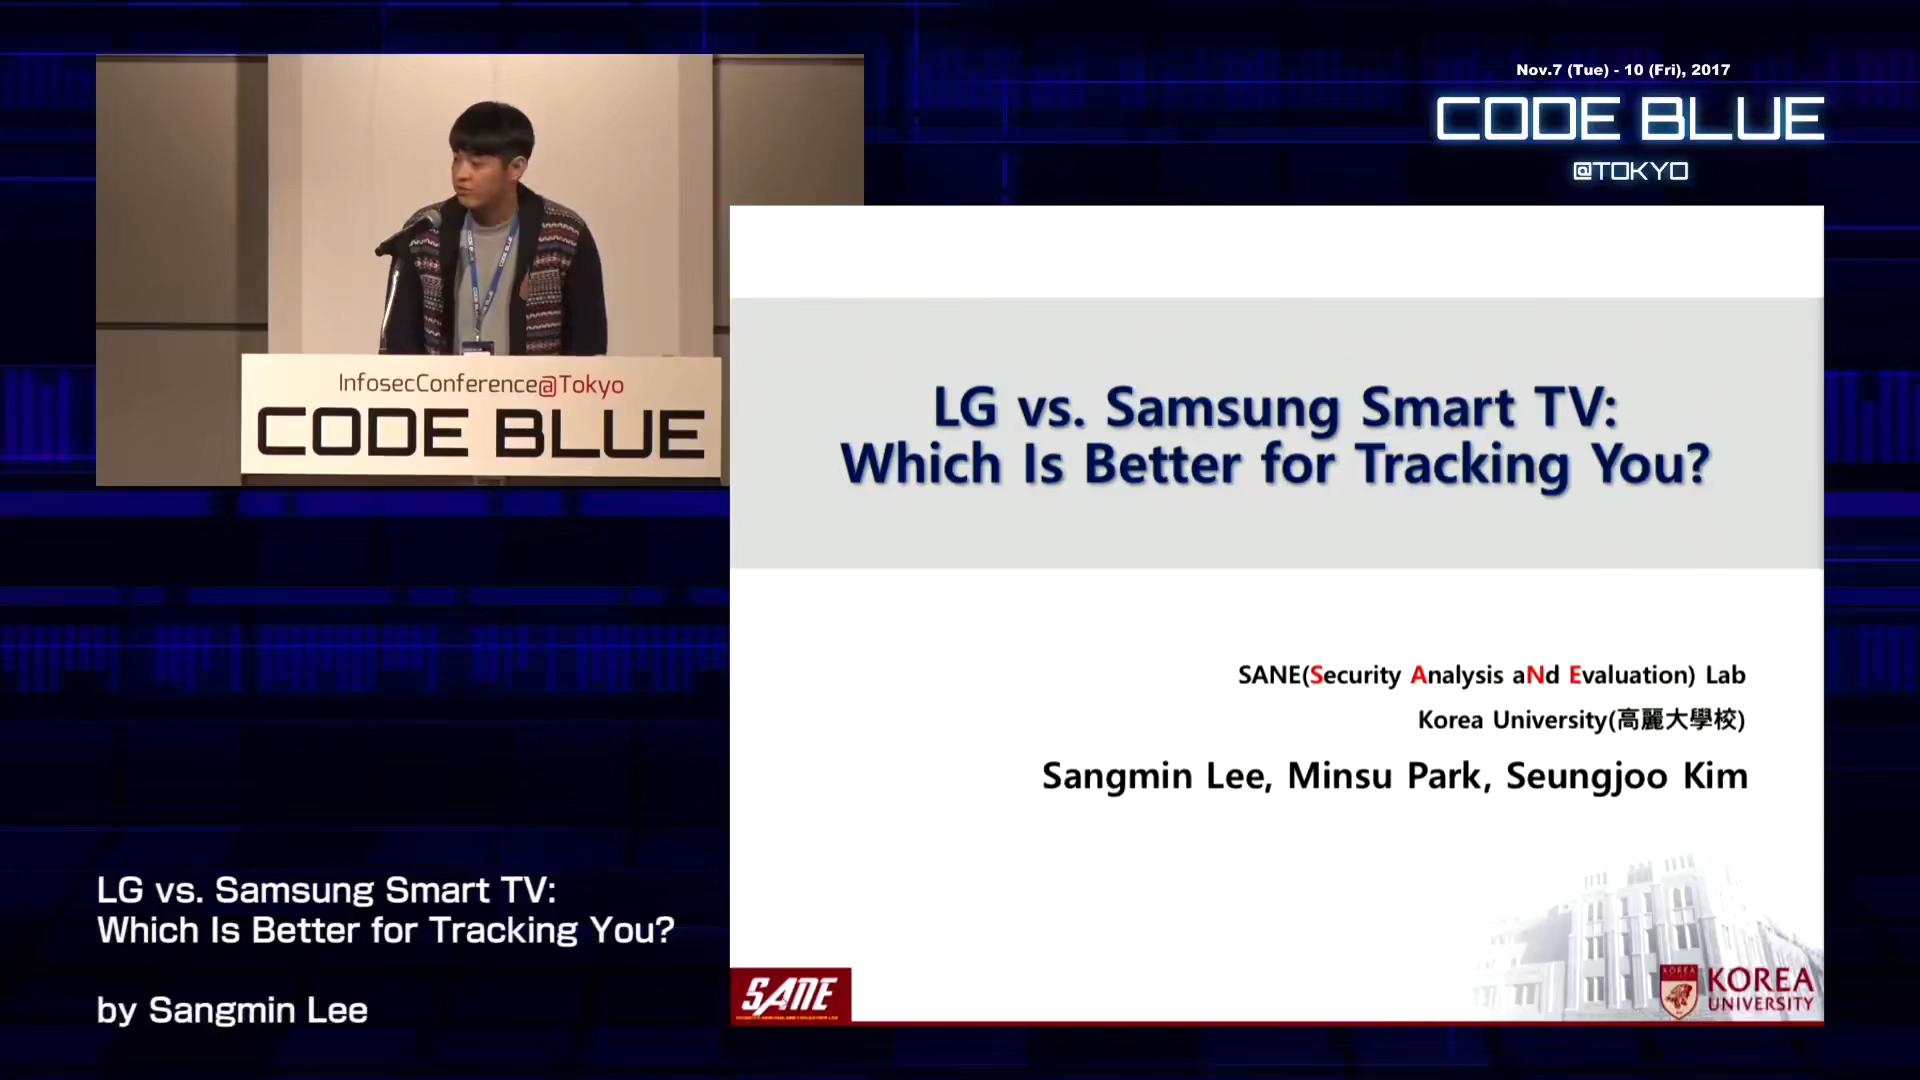 Nov.7 (Tue) - 10 (Fri), 2017
CODE BLUE
@TOKYO
InfosecConference@Tokyo
CODE BLUE
LG vs. Samsung Smart TV:
Which Is Better for Tracking You?
SANE(Security Analysis aNd Evaluation) Lab
Korea University(高麗大學校)
Sangmin Lee, Minsu Park, Seungjoo Kim
SANE
KOREA
UNIVERSITY
LG vs. Samsung Smart TV:
Which Is Better for Tracking You?
by Sangmin Lee